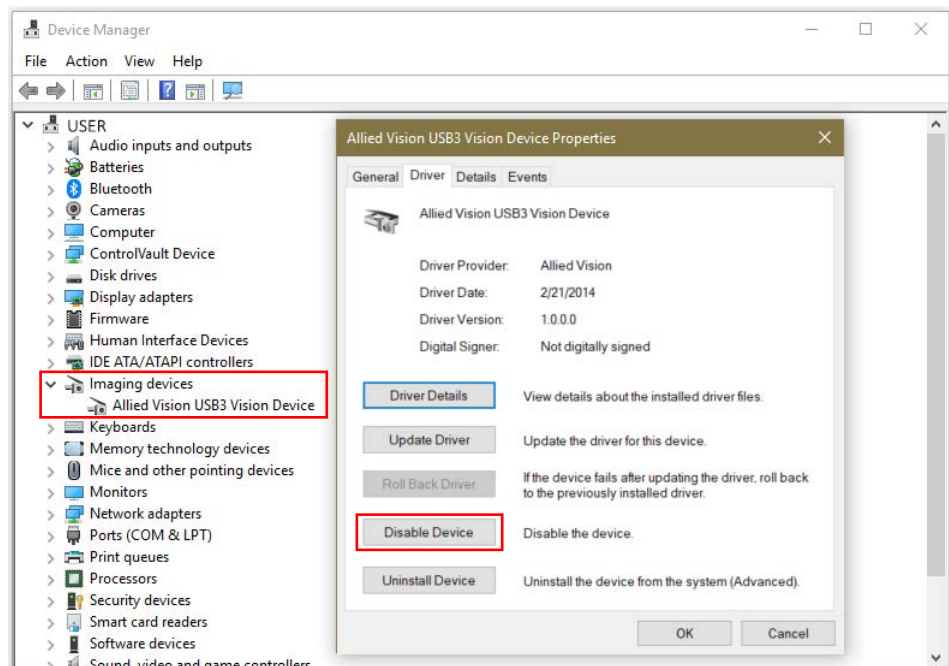 Device Manager
File Action View Help
USER
Audio inputs and outputs
Batteries
Bluetooth
Cameras
Computer
ControlVault Device
Disk drives
Display adapters
Firmware
Human Interface Devices
IDE ATA/ATAPI controllers
Imaging devices
Allied Vision USB3 Vision Device
Keyboards
Memory technology devices
Mice and other pointing devices
Monitors
Network adapters
Ports (COM & LPT)
Print queues
Processors
Security devices
Smart card readers
Software devices
Sound, video and game controllers
Allied Vision USB3 Vision Device Properties
General Driver Details Events
Allied Vision USB3 Vision Device
Driver Provider: Allied Vision
Driver Date: 2/21/2014
Driver Version: 1.0.0.0
Digital Signer: Not digitally signed
Driver Details View details about the installed driver files.
Update Driver Update the driver for this device.
Roll Back Driver If the device fails after updating the driver, roll back
to the previously installed driver.
Disable Device Disable the device.
Uninstall Device Uninstall the device from the system (Advanced).
OK Cancel